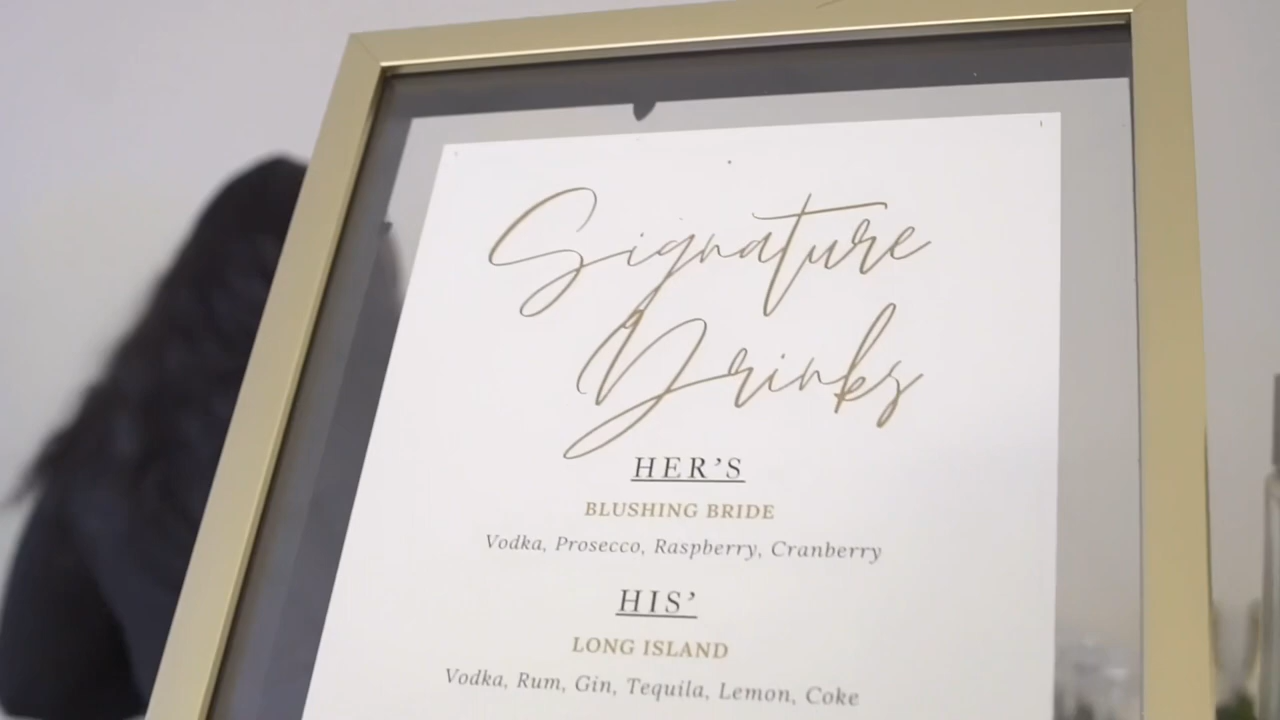 Signature
Drinks
HER'S
BLUSHING BRIDE
Vodka, Prosecco, Raspberry, Cranberry
HIS'
LONG ISLAND
Vodka, Rum, Gin, Tequila, Lemon, Coke